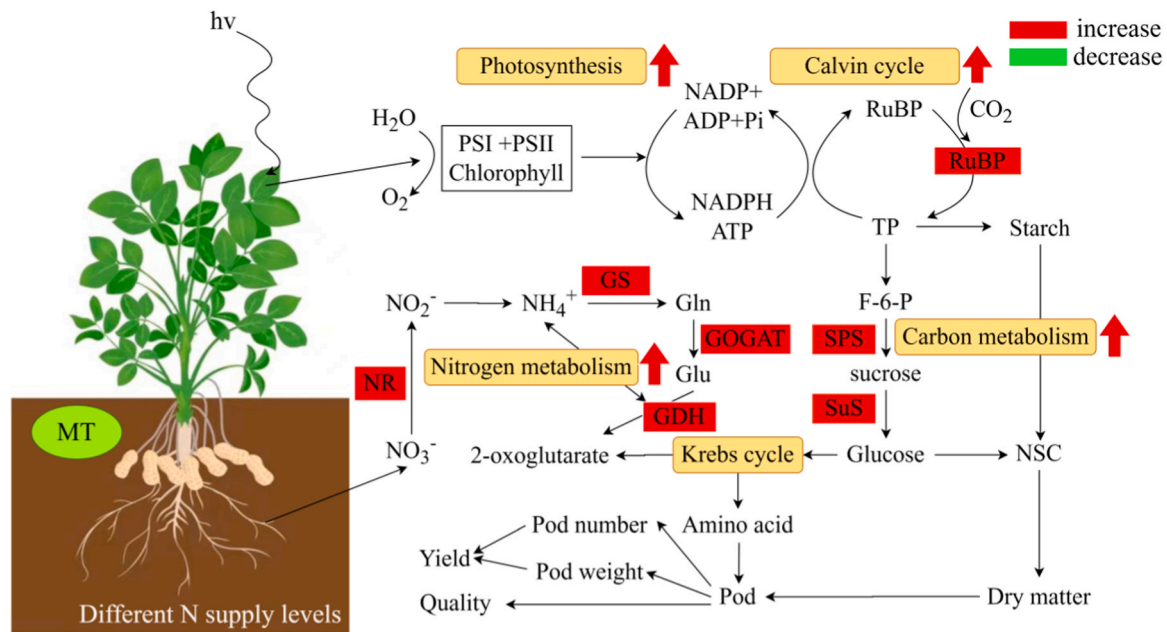 hv
increase
decrease
Photosynthesis
Calvin cycle
NADP+
ADP+Pi
RuBP
CO₂
H₂O
PSI +PSII
Chlorophyll
RuBP
O₂
NADPH
ATP
TP
Starch
GS
NO₂⁻
NH₄⁺
Gln
F-6-P
GOGAT
SPS
Carbon metabolism
NR
Nitrogen metabolism
Glu
sucrose
MT
GDH
SuS
NO₃⁻
2-oxoglutarate
Krebs cycle
Glucose
NSC
Pod number
Amino acid
Yield
Pod weight
Quality
Pod
Dry matter
Different N supply levels